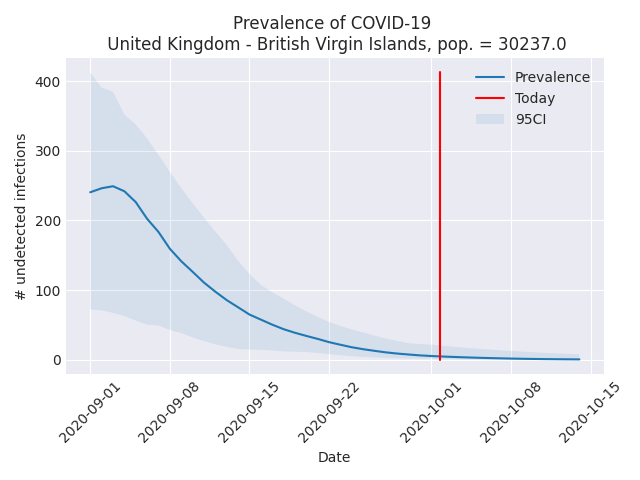 Prevalence of COVID-19
United Kingdom - British Virgin Islands, pop. = 30237.0
Prevalence
Today
95CI
# undetected infections
400
300
200
100
0
2020-09-01
2020-09-08
2020-09-15
2020-09-22
2020-10-01
2020-10-08
2020-10-15
Date